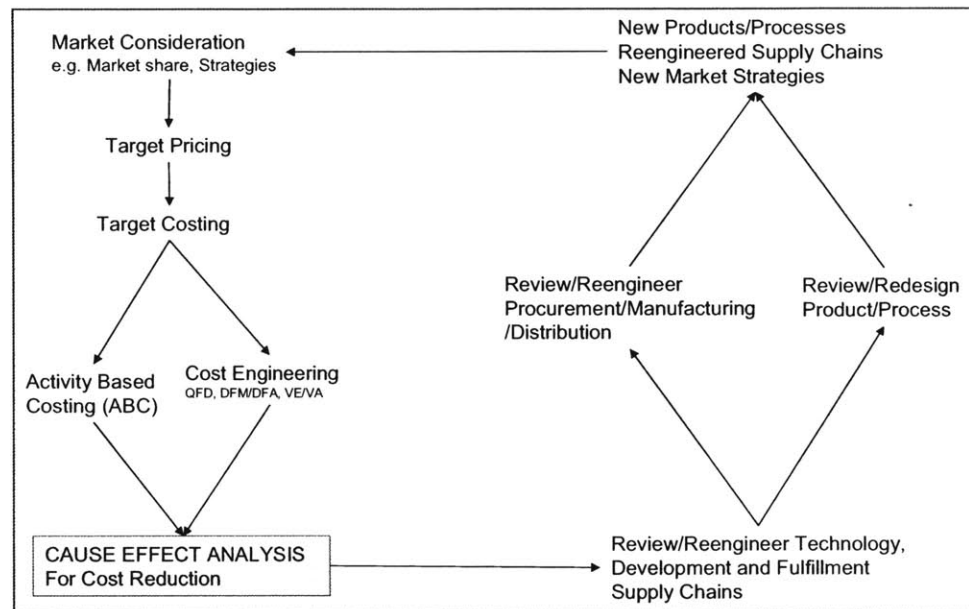 Market Consideration
e.g. Market share, Strategies
Target Pricing
Target Costing
Activity Based
Costing (ABC)
Cost Engineering
QFD, DFM/DFA, VE/VA
CAUSE EFFECT ANALYSIS
For Cost Reduction
Review/Reengineer Technology,
Development and Fulfillment
Supply Chains
Review/Reengineer
Procurement/Manufacturing
/Distribution
Review/Redesign
Product/Process
New Products/Processes
Reengineered Supply Chains
New Market Strategies